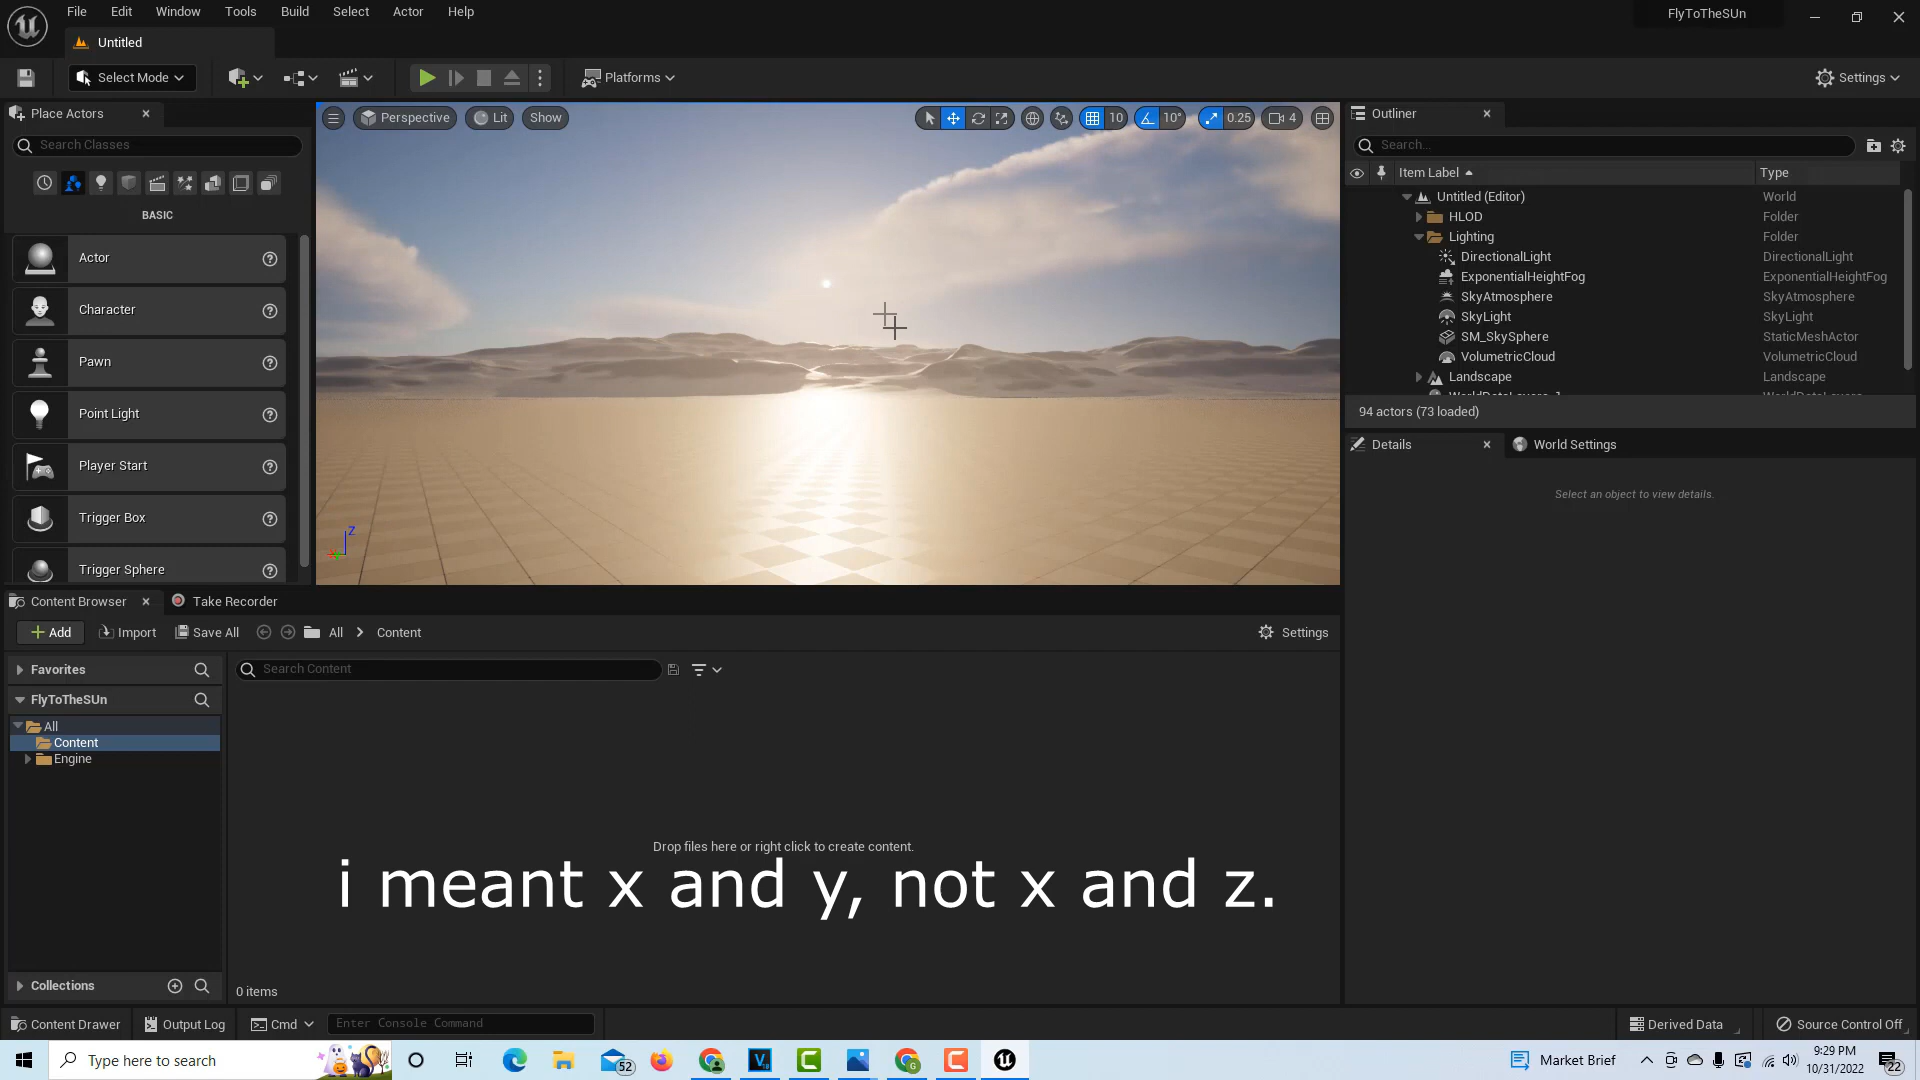 File Edit Window Tools Build Select Actor Help
FlyToTheSUn
Untitled
Select Mode
Platforms
Settings
Place Actors
Search Classes
BASIC
Actor
Character
Pawn
Point Light
Player Start
Trigger Box
Trigger Sphere
Perspective Lit Show
10 10° 0.25 4
z
Outliner
Search...
Item Label Type
Untitled (Editor) World
HLOD Folder
Lighting Folder
DirectionalLight DirectionalLight
ExponentialHeightFog ExponentialHeightFog
SkyAtmosphere SkyAtmosphere
SkyLight SkyLight
SM_SkySphere StaticMeshActor
VolumetricCloud VolumetricCloud
Landscape Landscape
94 actors (73 loaded)
Details World Settings
Select an object to view details.
Content Browser Take Recorder
Add Import Save All All Content Settings
Favorites
Search Content
FlyToTheSUn
All
Content
Engine
Drop files here or right click to create content.
i meant x and y, not x and z.
Collections
0 items
Content Drawer Output Log Cmd Enter Console Command Derived Data Source Control Off
Type here to search
52
Market Brief
9:29 PM
10/31/2022
22